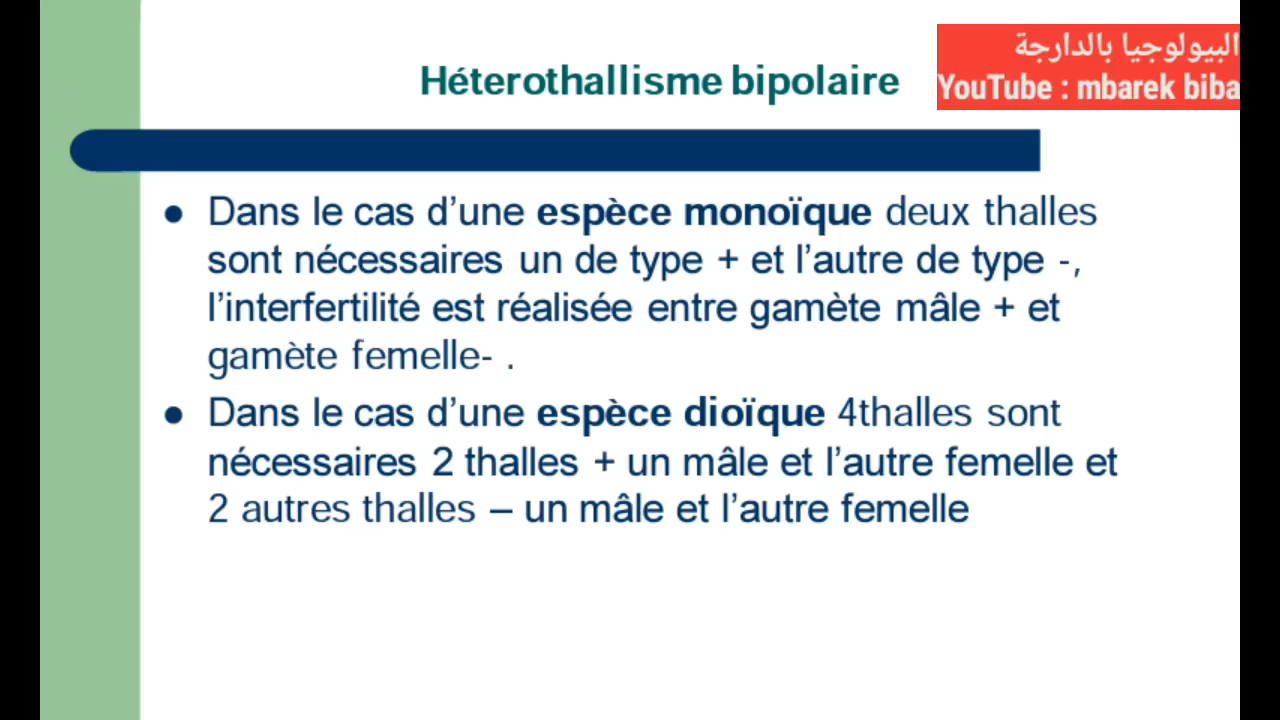 Héterothallisme bipolaire
البيولوجيا بالدارجة
YouTube : mbarek biba
Dans le cas d’une espèce monoïque deux thalles
sont nécessaires un de type + et l’autre de type -,
l’interfertilité est réalisée entre gamète mâle + et
gamète femelle- .
Dans le cas d’une espèce dioïque 4thalles sont
nécessaires 2 thalles + un mâle et l’autre femelle et
2 autres thalles – un mâle et l’autre femelle